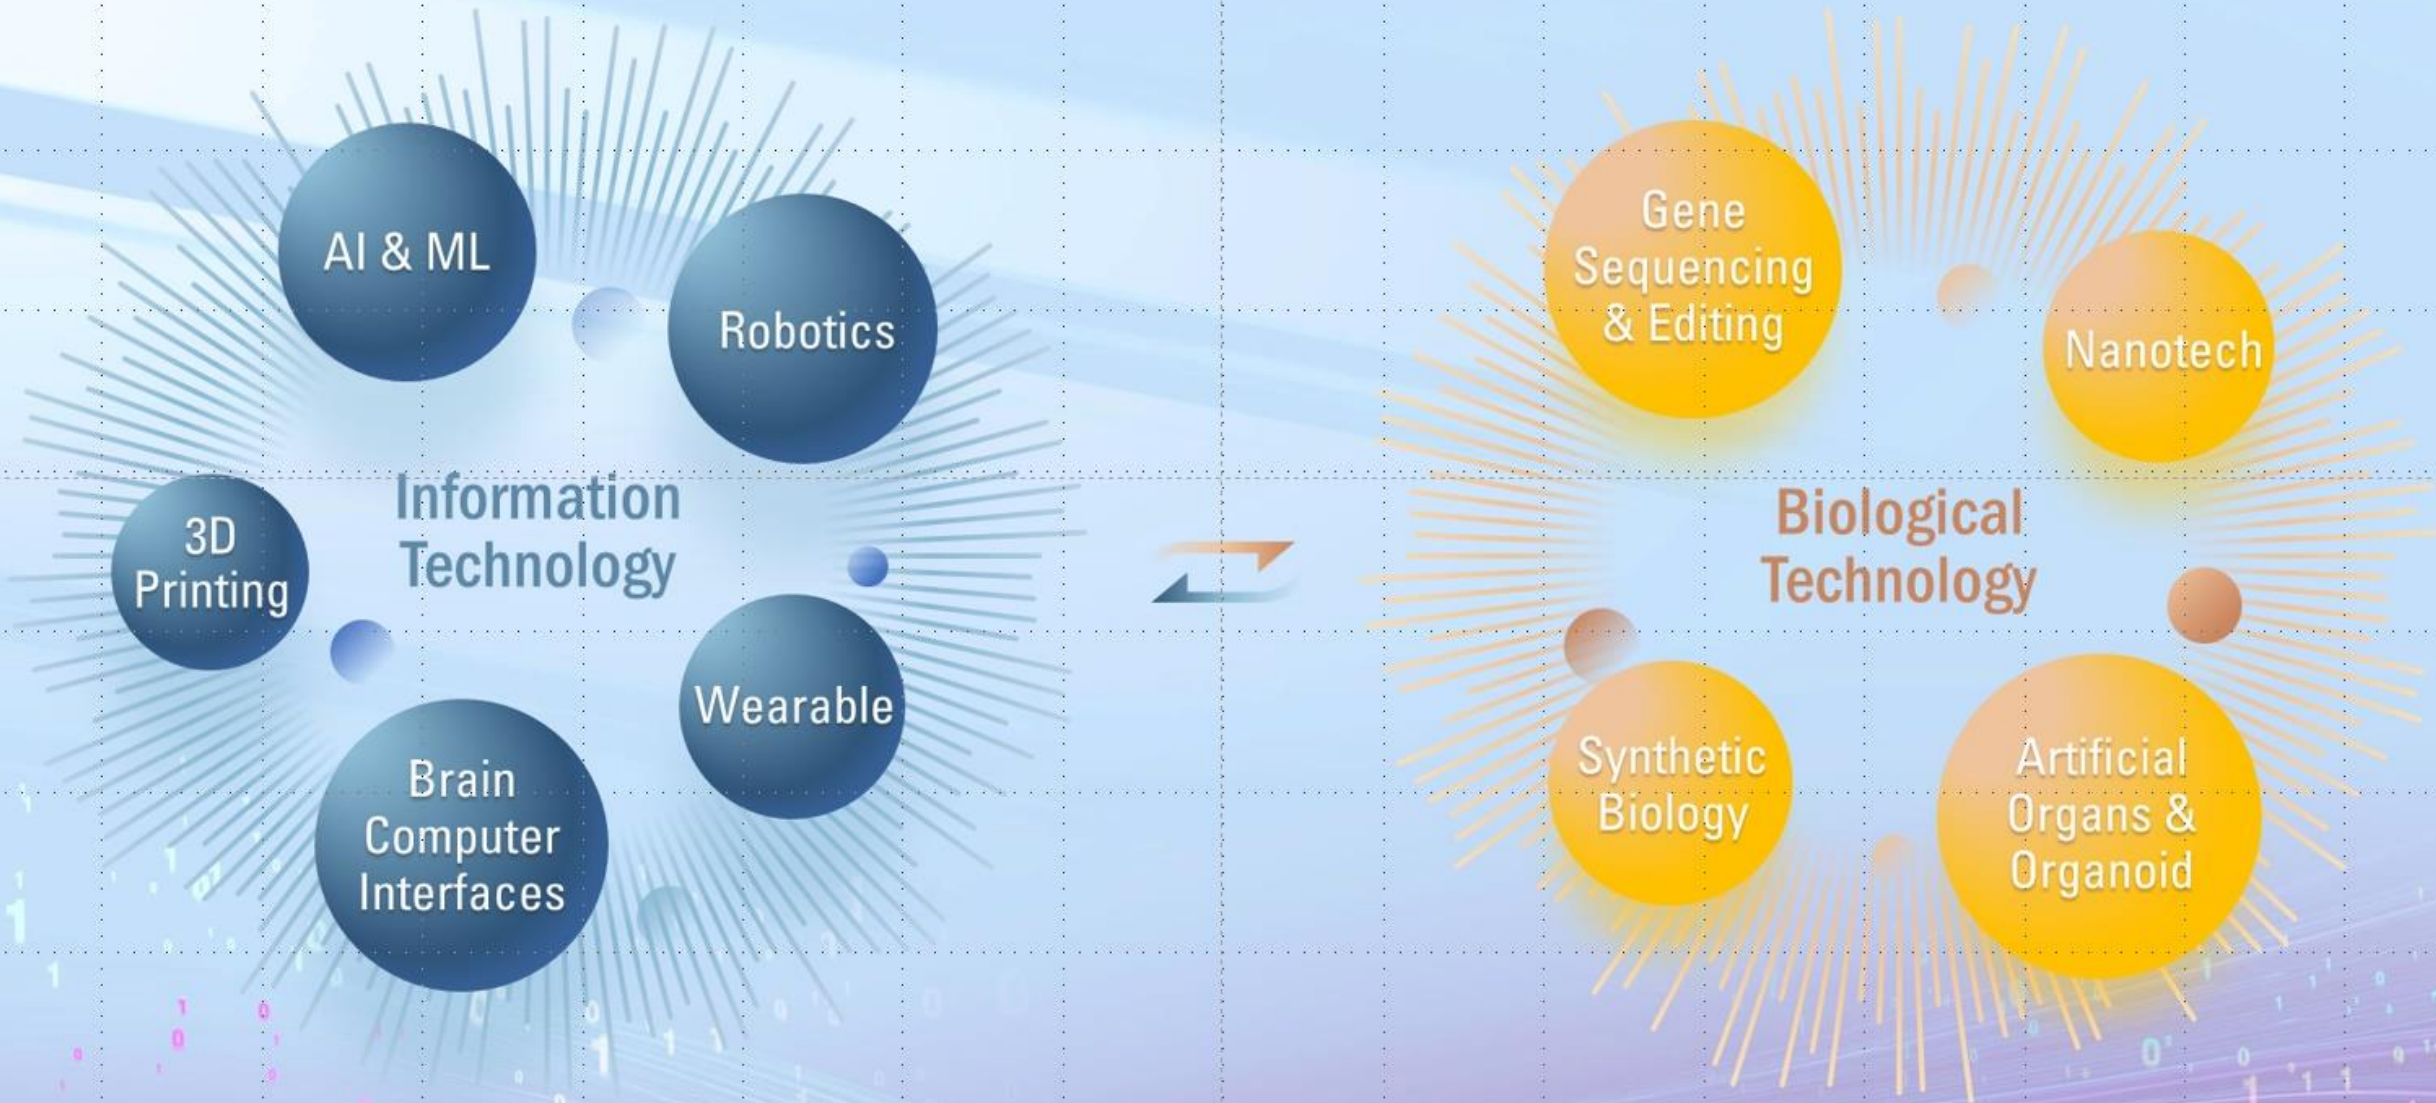 AI & ML
Robotics
Information
Technology
3D
Printing
Wearable
Brain
Computer
Interfaces
Gene
Sequencing
& Editing
Nanotech
Biological
Technology
Synthetic
Biology
Artificial
Organs &
Organoid